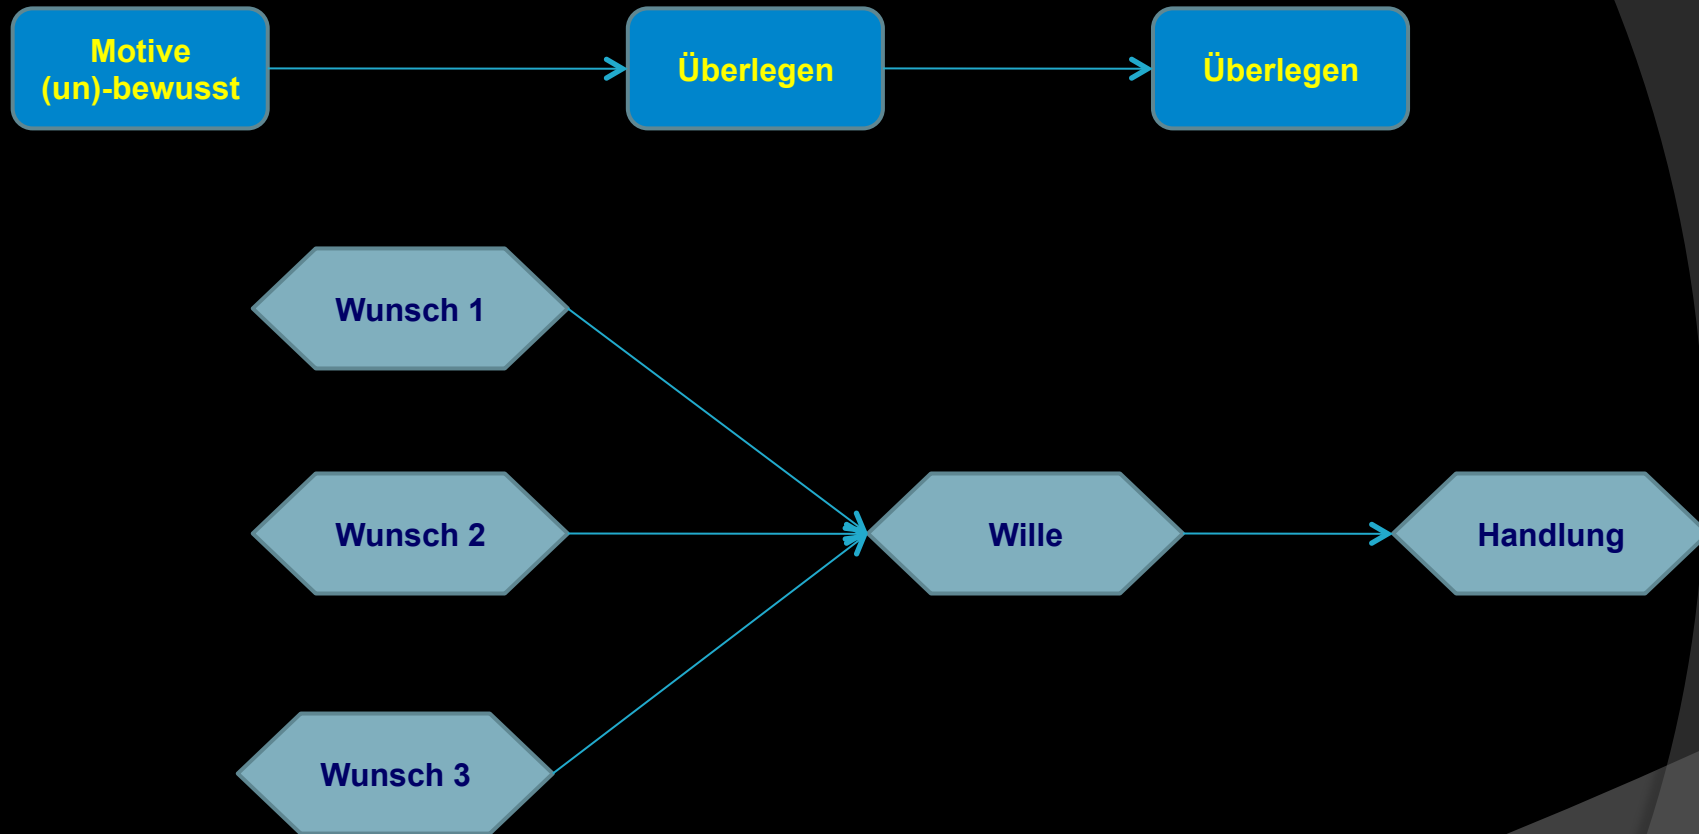 Motive
(un)-bewusst
Überlegen
Überlegen
Wunsch 1
Wunsch 2
Wille
Handlung
Wunsch 3